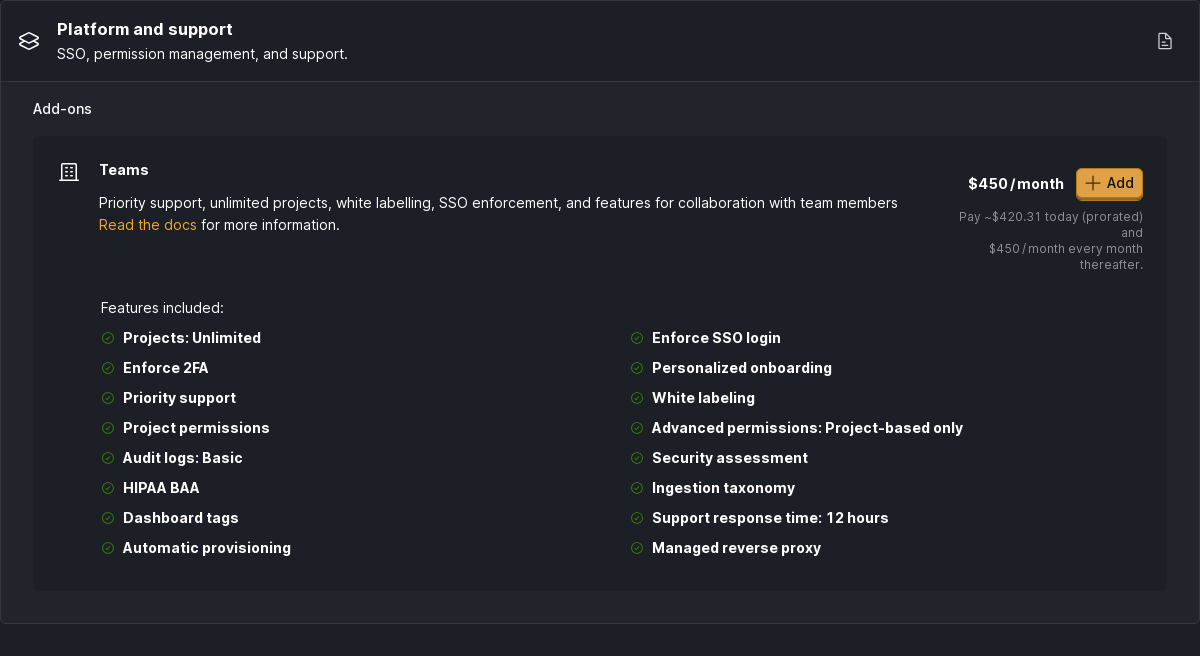 Platform and support
SSO, permission management, and support.
Add-ons
Teams
Priority support, unlimited projects, white labelling, SSO enforcement, and features for collaboration with team members
Read the docs for more information.
$450/month
Add
Pay ~$420.31 today (prorated)
and
$450/month every month
thereafter.
Features included:
Projects: Unlimited
Enforce 2FA
Priority support
Project permissions
Audit logs: Basic
HIPAA BAA
Dashboard tags
Automatic provisioning
Enforce SSO login
Personalized onboarding
White labeling
Advanced permissions: Project-based only
Security assessment
Ingestion taxonomy
Support response time: 12 hours
Managed reverse proxy